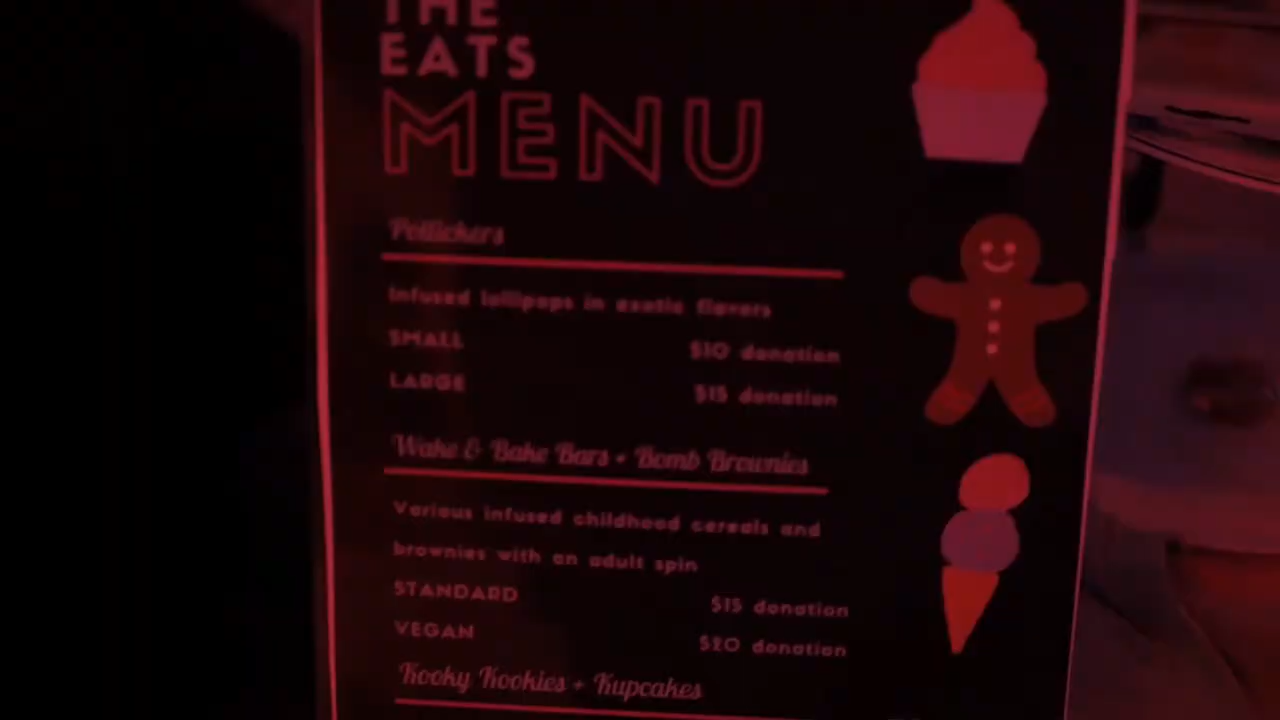 THE
EATS
MENU
Potlickers
Infused lollipops in exotic flavors
SMALL $10 donation
LARGE $15 donation
Wake & Bake Bars + Bomb Brownies
Various infused childhood cereals and
brownies with an adult spin
STANDARD $15 donation
VEGAN $20 donation
Kooky Kookies + Kupcakes